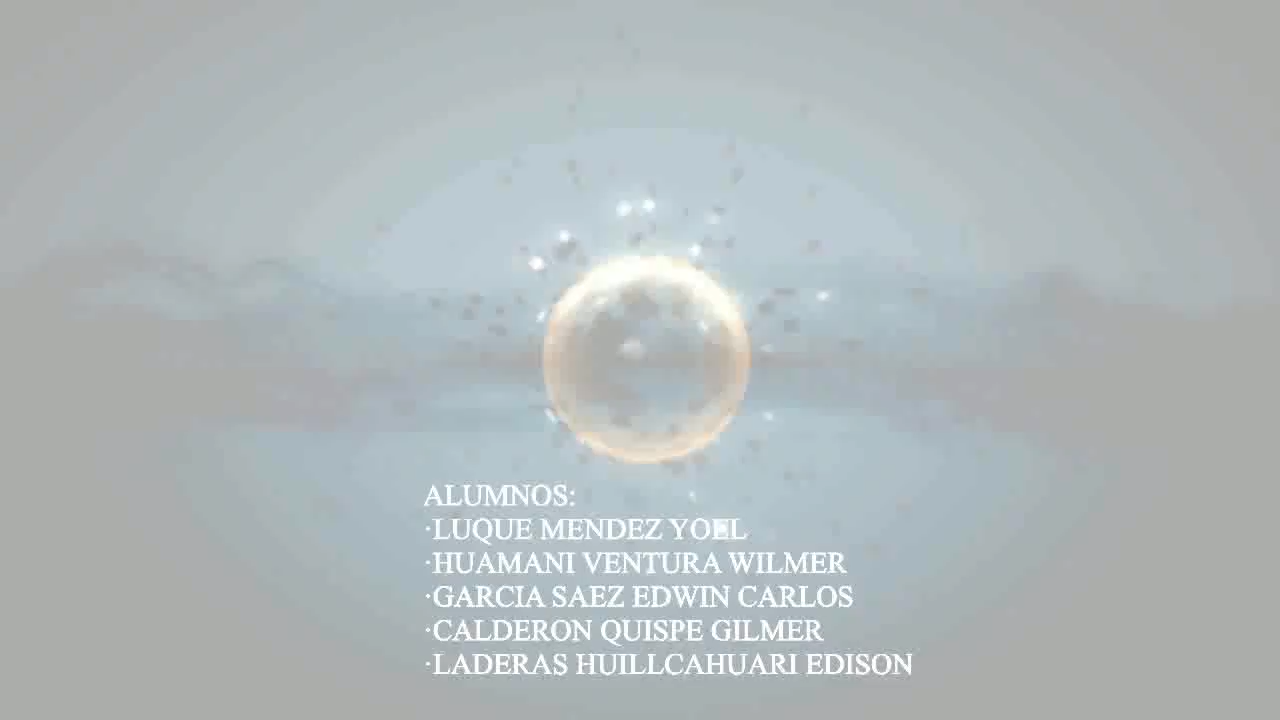 ALUMNOS:
·LUQUE MENDEZ YOEL
·HUAMANI VENTURA WILMER
·GARCIA SAEZ EDWIN CARLOS
·CALDERON QUISPE GILMER
·LADERAS HUILLCAHUARI EDISON